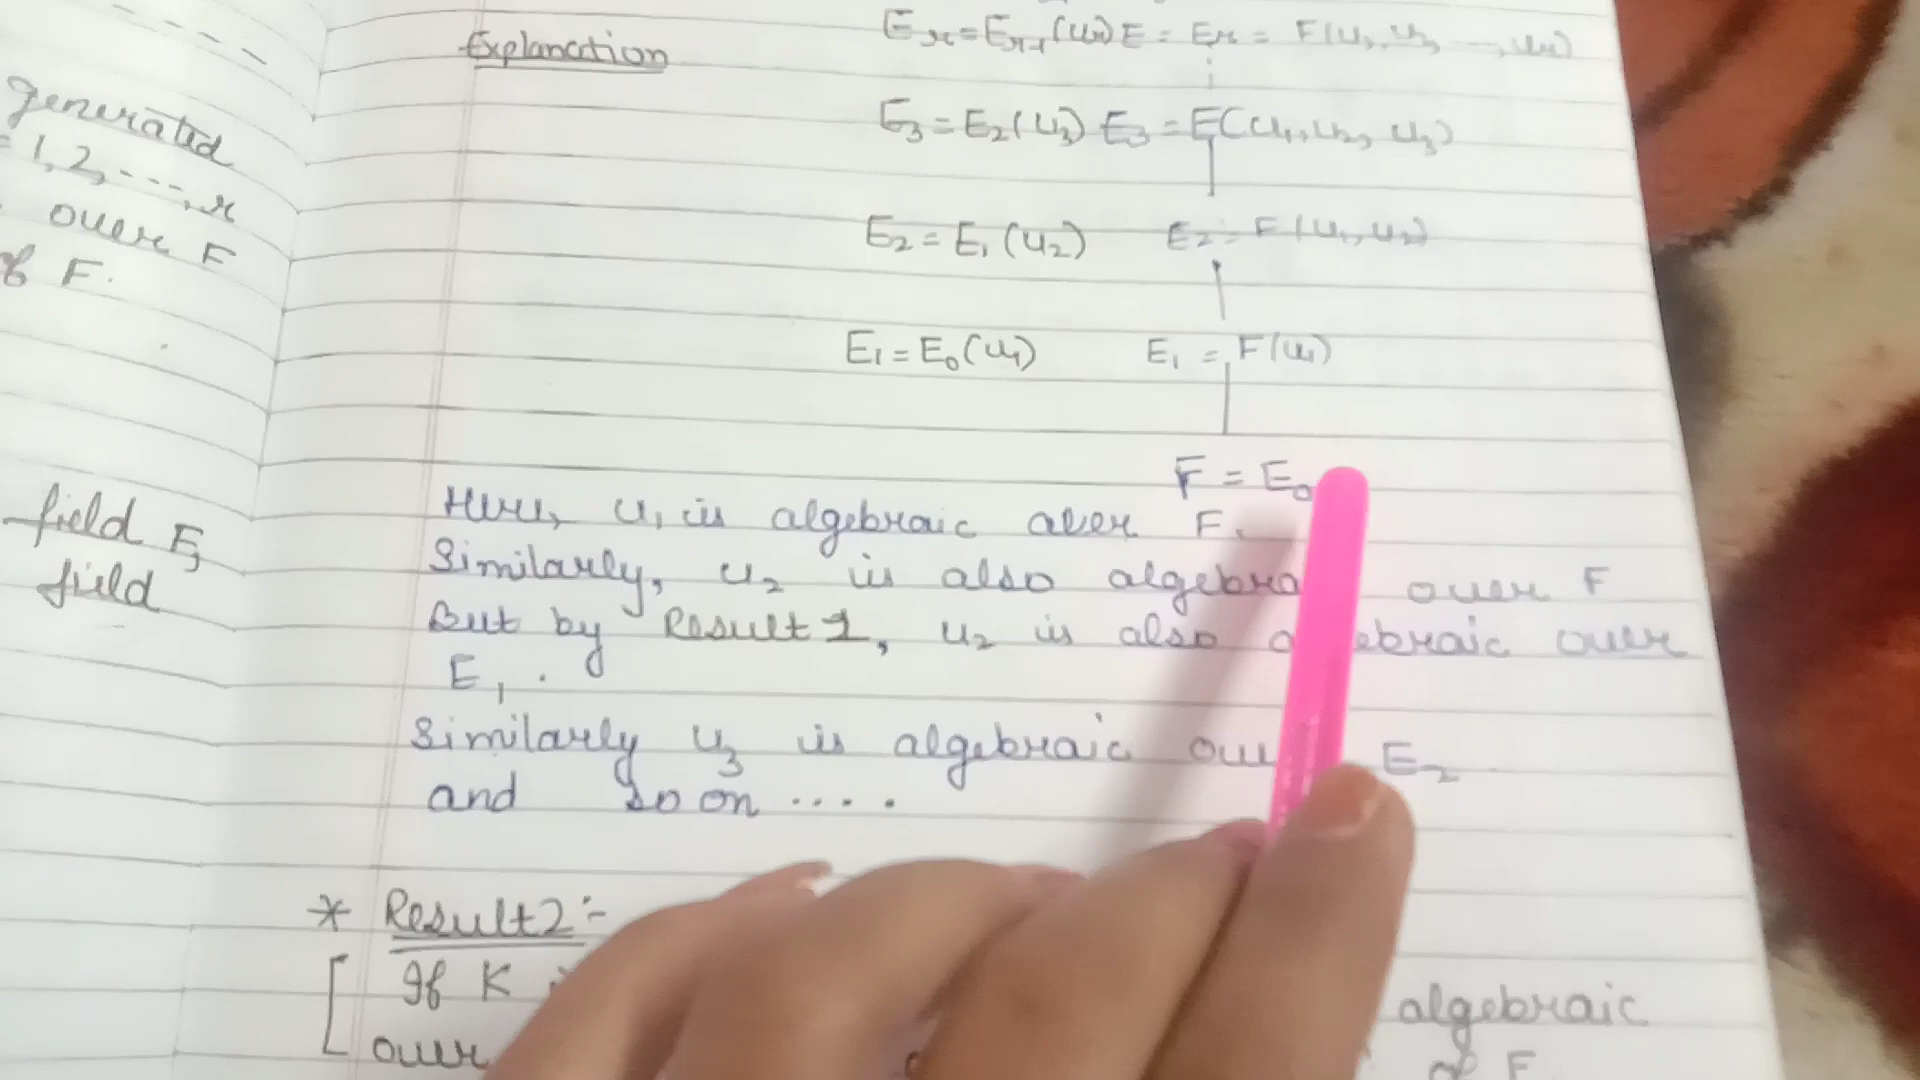 generated
= 1, 2, ---, r
over F
of F.
field E,
field
Explanation
Er = Er-1(ur) E = Er = F(u1, u2, ---, ur)
E3 = E2(u3) E3 = F(u1, u2, u3)
E2 = E1(u2) E2 = F(u1, u2)
E1 = E0(u1) E1 = F(u1)
F = E0
Here, u1 is algebraic over F.
Similarly, u2 is also algebra over F
But by Result 1, u2 is also a ebraic over
E1.
Similarly u3 is algebraic ove E2
and so on ....
* Result 2 :-
If K algebraic
over of F